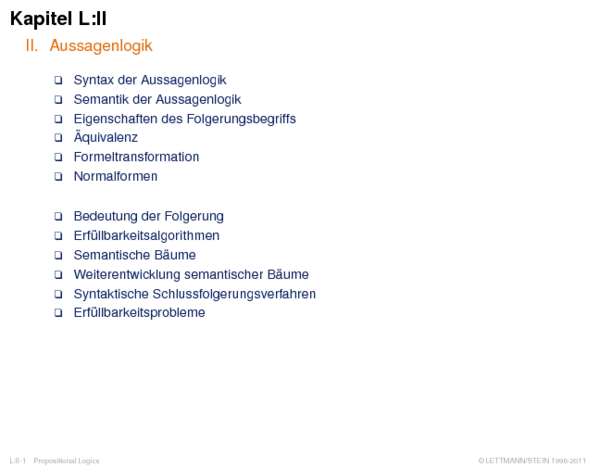 Kapitel L:II
II. Aussagenlogik
❑ Syntax der Aussagenlogik
❑ Semantik der Aussagenlogik
❑ Eigenschaften des Folgerungsbegriffs
❑ Äquivalenz
❑ Formeltransformation
❑ Normalformen
❑ Bedeutung der Folgerung
❑ Erfüllbarkeitsalgorithmen
❑ Semantische Bäume
❑ Weiterentwicklung semantischer Bäume
❑ Syntaktische Schlussfolgerungsverfahren
❑ Erfüllbarkeitsprobleme
L:II-1 Propositional Logics © LETTMANN/STEIN 1996-2011